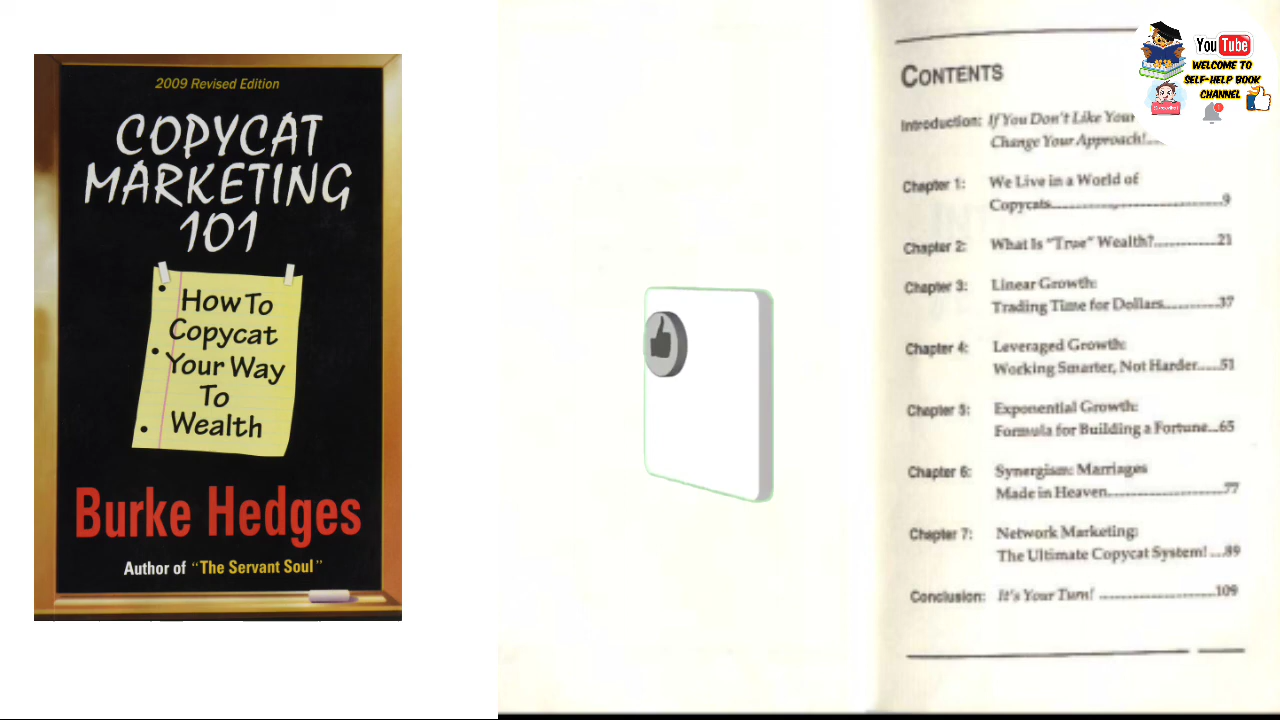 2009 Revised Edition
COPYCAT
MARKETING
101
How To
Copycat
Your Way
To
Wealth
Burke Hedges
Author of "The Servant Soul"
CONTENTS
Introduction: If You Don't Like Your
Change Your Approach!
Chapter 1: We Live in a World of
Copycats 9
Chapter 2: What Is "True" Wealth? 21
Chapter 3: Linear Growth:
Trading Time for Dollars 37
Chapter 4: Leveraged Growth:
Working Smarter, Not Harder 51
Chapter 5: Exponential Growth:
Formula for Building a Fortune 65
Chapter 6: Synergism: Marriages
Made in Heaven 77
Chapter 7: Network Marketing:
The Ultimate Copycat System! 89
Conclusion: It's Your Turn! 109
YouTube
WELCOME TO
SELF-HELP BOOK
CHANNEL